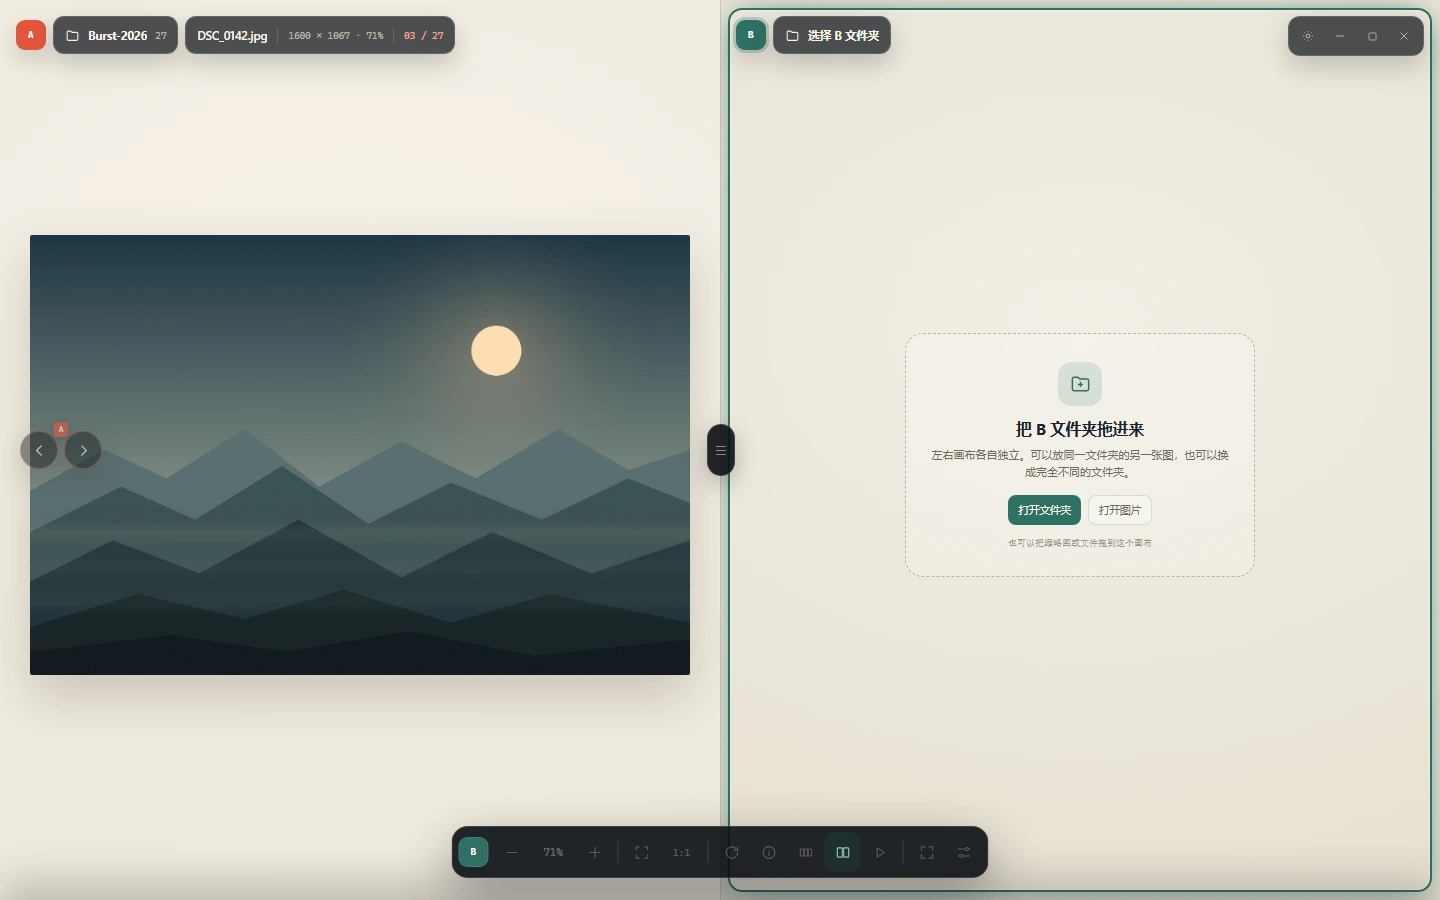 A
Burst-2026 27
DSC_0142.jpg 1600 × 1067 · 71% 03 / 27
B
选择 B 文件夹
A
把 B 文件夹拖进来
左右画布各自独立。可以放同一文件夹的另一张图，也可以换
成完全不同的文件夹。
打开文件夹 打开图片
也可以把缩略图或文件拖到这个画布
B 71% 1:1